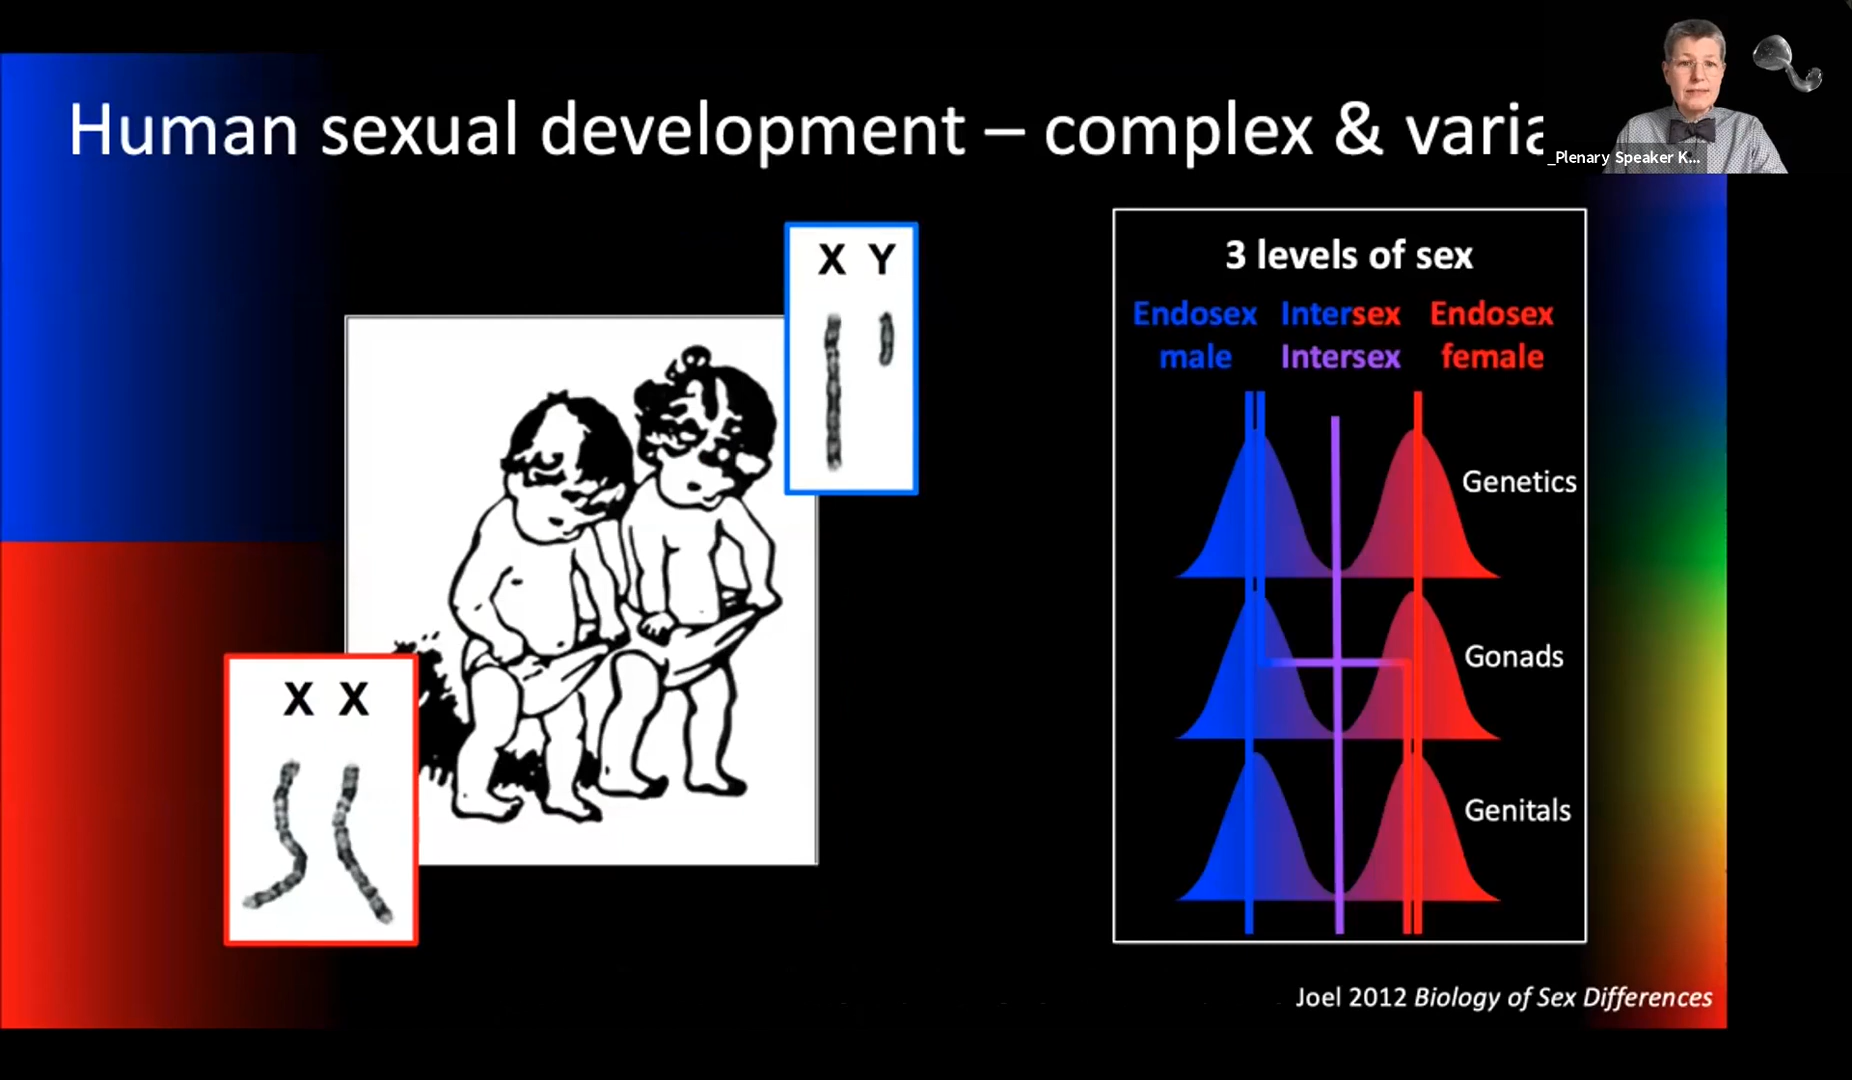 Human sexual development – complex & varia
_Plenary Speaker K...
X Y
X X
3 levels of sex
Endosex male
Intersex
Intersex
Endosex female
Genetics
Gonads
Genitals
Joel 2012 Biology of Sex Differences